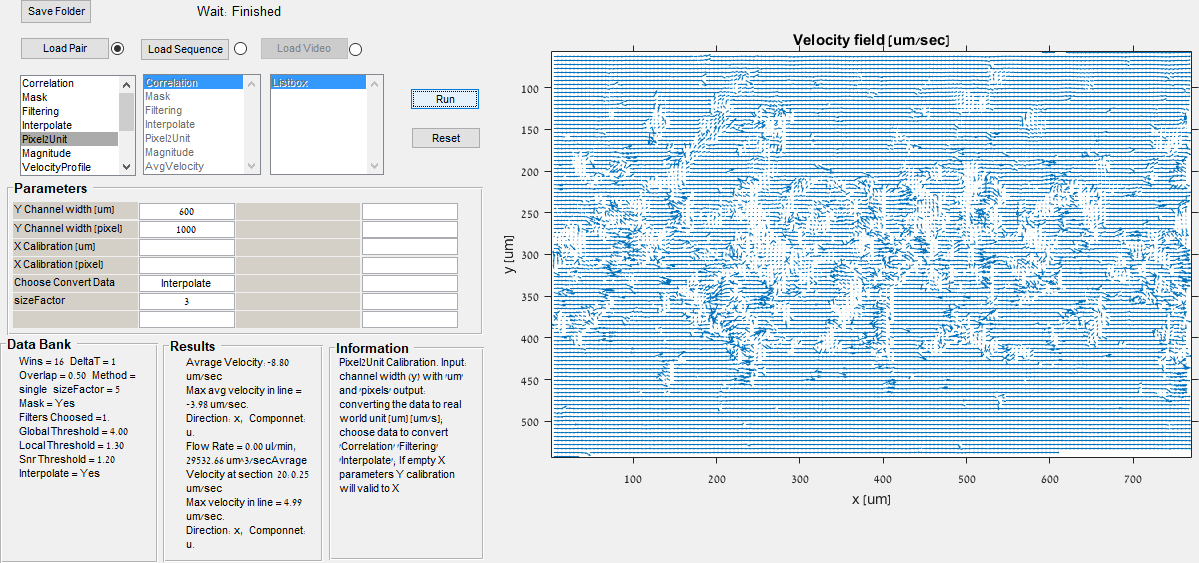 Save Folder
Wait: Finished
Load Pair
Load Sequence
Load Video
Correlation
Mask
Filtering
Interpolate
Pixel2Unit
Magnitude
VelocityProfile
Correlation
Mask
Filtering
Interpolate
Pixel2Unit
Magnitude
AvgVelocity
Listbox
Run
Reset
Parameters
Y Channel width [um] 600
Y Channel width [pixel] 1000
X Calibration [um]
X Calibration [pixel]
Choose Convert Data Interpolate
sizeFactor 3
Data Bank
Wins = 16 DeltaT = 1
Overlap = 0.50 Method =
single sizeFactor = 5
Mask = Yes
Filters Choosed =1.
Global Threshold = 4.00
Local Threshold = 1.30
Snr Threshold = 1.20
Interpolate = Yes
Results
Avrage Velocity:-8.80
um/sec
Max avg velocity in line =
-3.98 um/sec.
Direction: x, Componnet:
u.
Flow Rate = 0.00 ul/min,
29532.66 um^3/secAvrage
Velocity at section 20:0.25
um/sec
Max velocity in line = 4.99
um/sec.
Direction: x, Componnet:
u.
Information
Pixel2Unit Calibration. Input:
channel width (y) with 'um'
and 'pixels' output:
converting the data to real
world unit [um] [um/s];
choose data to convert
'Correlation' 'Filtering'
'Interpolate', If empty X
parameters Y calibration
will valid to X
Velocity field [um/sec]
y [um]
100
150
200
250
300
350
400
450
500
100 200 300 400 500 600 700
x [um]